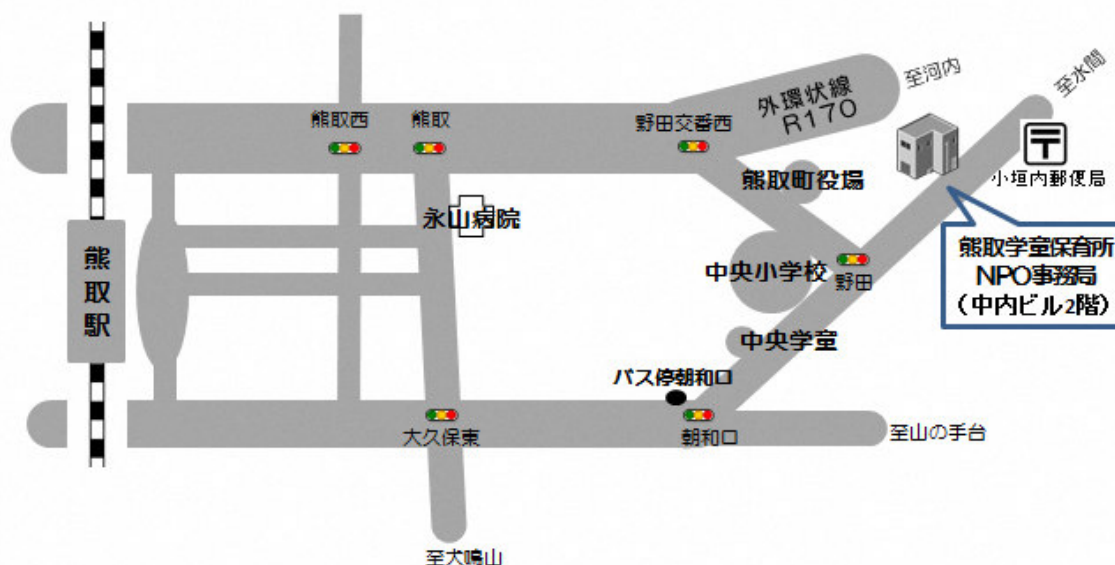 至河内
至水間
外環状線
R170
熊取西
熊取
野田交番西
熊取町役場
小垣内郵便局
永山病院
熊取駅
熊取学童保育所
NPO事務局
（中内ビル2階）
中央小学校
野田
中央学童
バス停朝和口
大久保東
朝和口
至山の手台
至犬鳴山